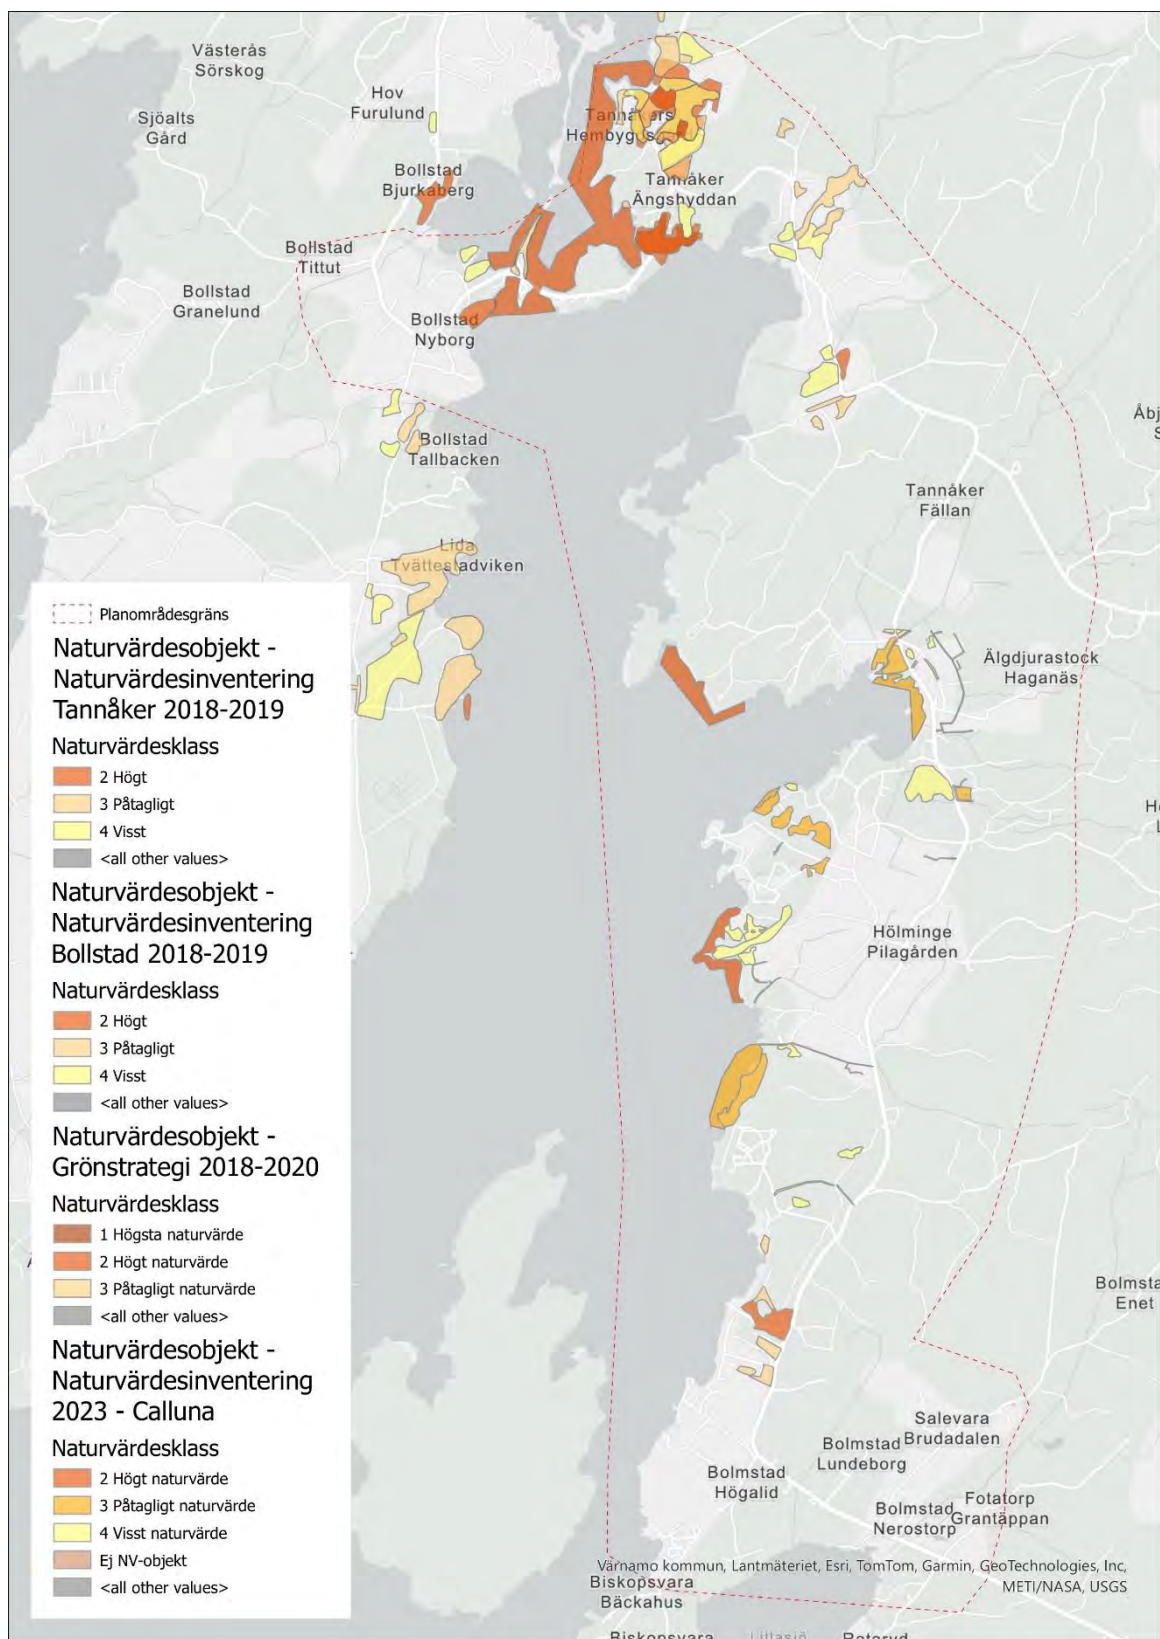 Västerås
Sörskog
Hov
Furulund
Sjöalts
Gård
Bollstad
Bjurkaberg
Tannåker
Ängshyddan
Bollstad
Tittut
Bollstad
Granelund
Bollstad
Nyborg
Bollstad
Tallbacken
Tannåker
Fällan
Lida
Tvättestadviken
Älgdjurastock
Haganäs
Hölminge
Pilagården
Salevara
Brudadalen
Bolmstad
Lundeborg
Bolmstad
Högalid
Bolmstad
Nerostorp
Fotatorp
Grantäppan
Enet
Planområdesgräns
Naturvärdesobjekt -
Naturvärdesinventering
Tannåker 2018-2019
Naturvärdesklass
2 Högt
3 Påtagligt
4 Visst
<all other values>
Naturvärdesobjekt -
Naturvärdesinventering
Bollstad 2018-2019
Naturvärdesklass
2 Högt
3 Påtagligt
4 Visst
<all other values>
Naturvärdesobjekt -
Grönstrategi 2018-2020
Naturvärdesklass
1 Högsta naturvärde
2 Högt naturvärde
3 Påtagligt naturvärde
<all other values>
Naturvärdesobjekt -
Naturvärdesinventering
2023 - Calluna
Naturvärdesklass
2 Högt naturvärde
3 Påtagligt naturvärde
4 Visst naturvärde
Ej NV-objekt
<all other values>
Värnamo kommun, Lantmäteriet, Esri, TomTom, Garmin, GeoTechnologies, Inc,
METI/NASA, USGS
Biskopsvara
Bäckahus
Biskopsvara